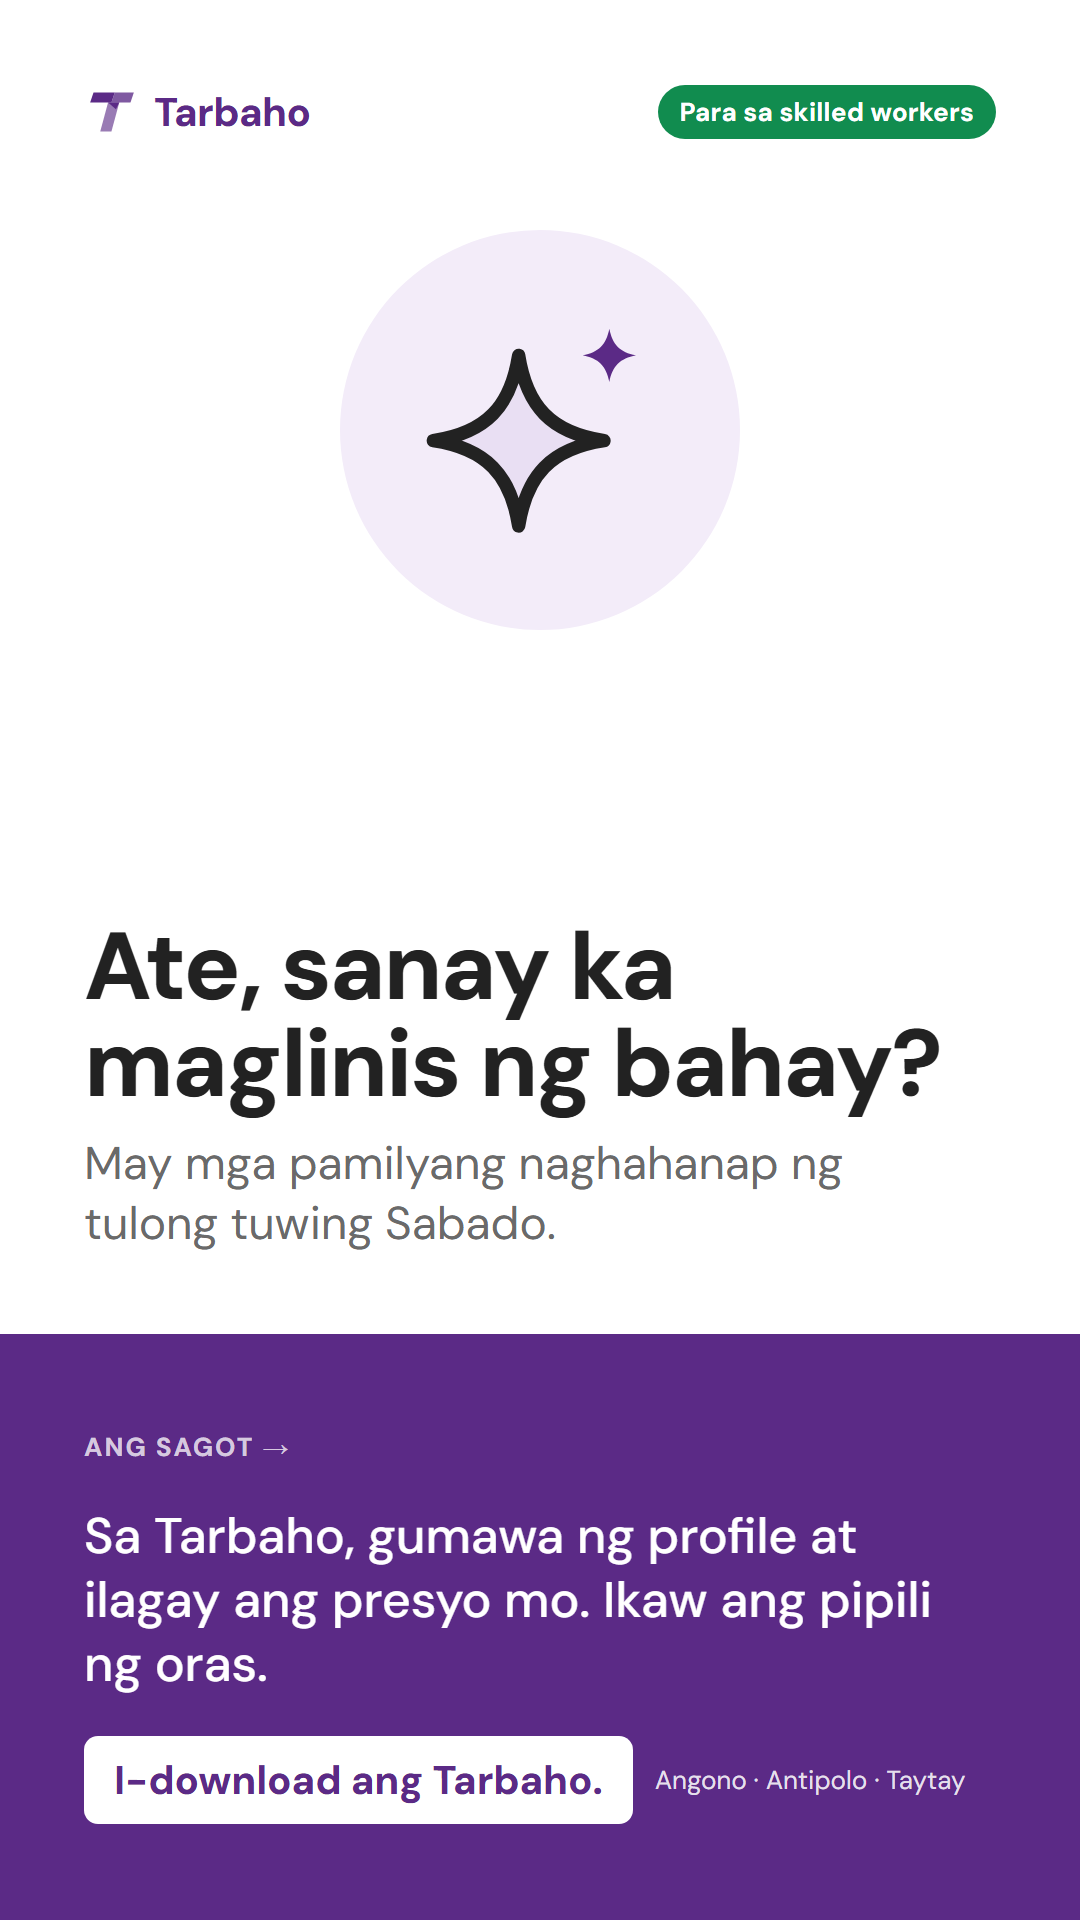 Tarbaho
Para sa skilled workers
Ate, sanay ka
maglinis ng bahay?
May mga pamilyang naghahanap ng
tulong tuwing Sabado.
ANG SAGOT →
Sa Tarbaho, gumawa ng profile at
ilagay ang presyo mo. Ikaw ang pipili
ng oras.
I-download ang Tarbaho.
Angono · Antipolo · Taytay